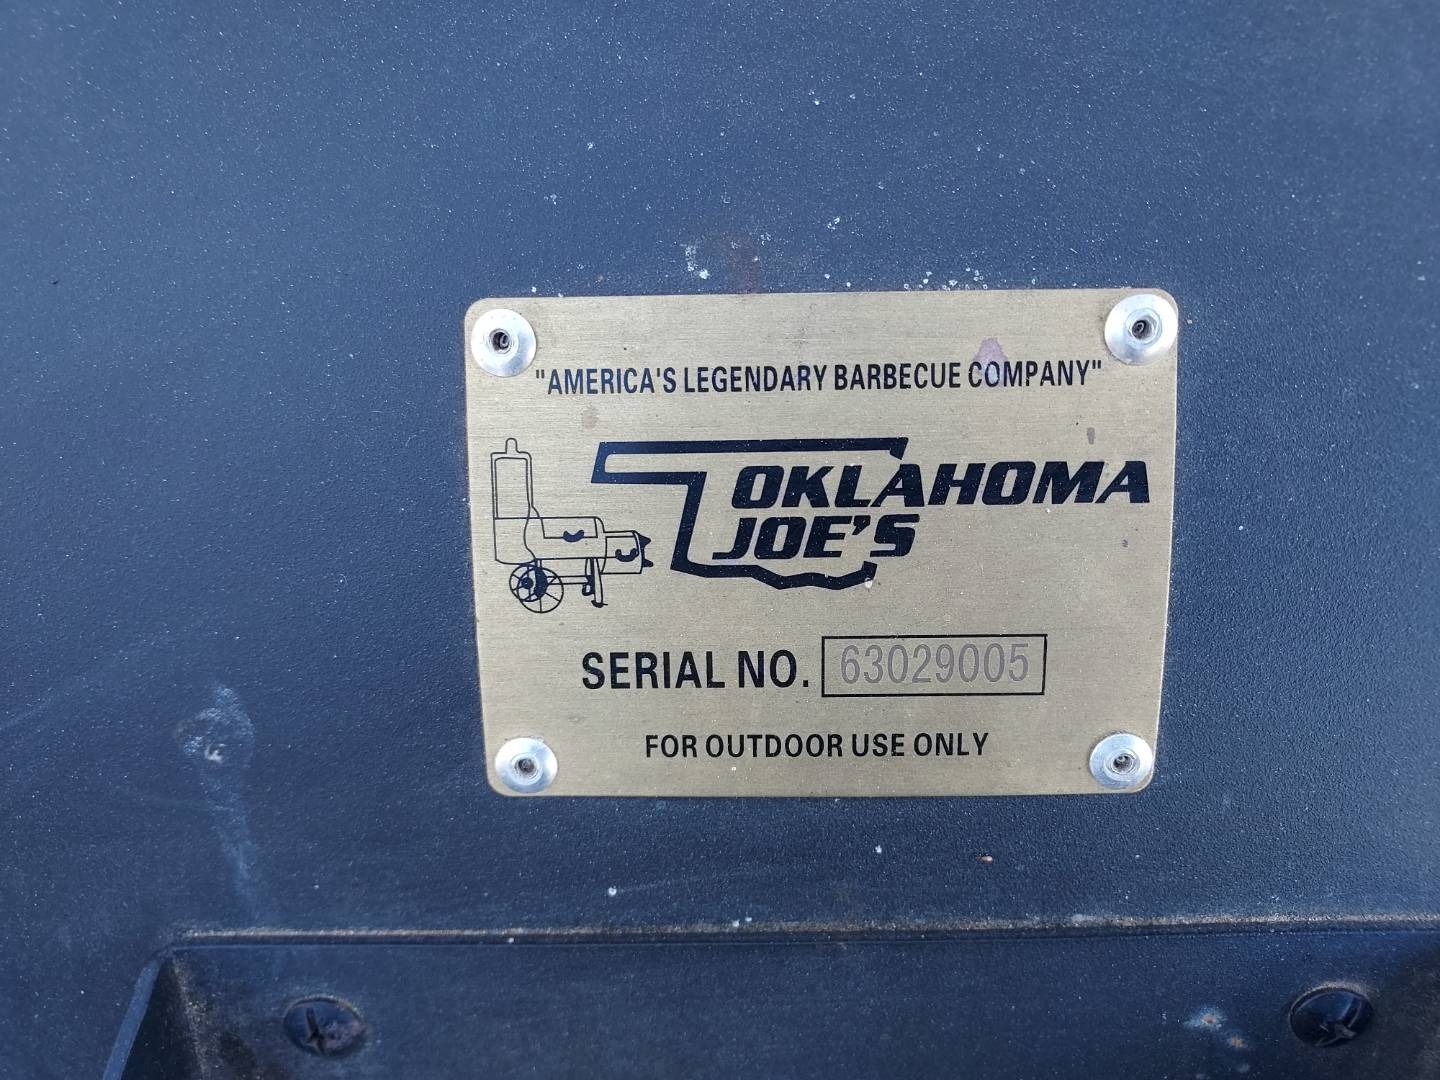 "AMERICA'S LEGENDARY BARBECUE COMPANY"
OKLAHOMA
JOE'S
SERIAL NO. 63029005
FOR OUTDOOR USE ONLY